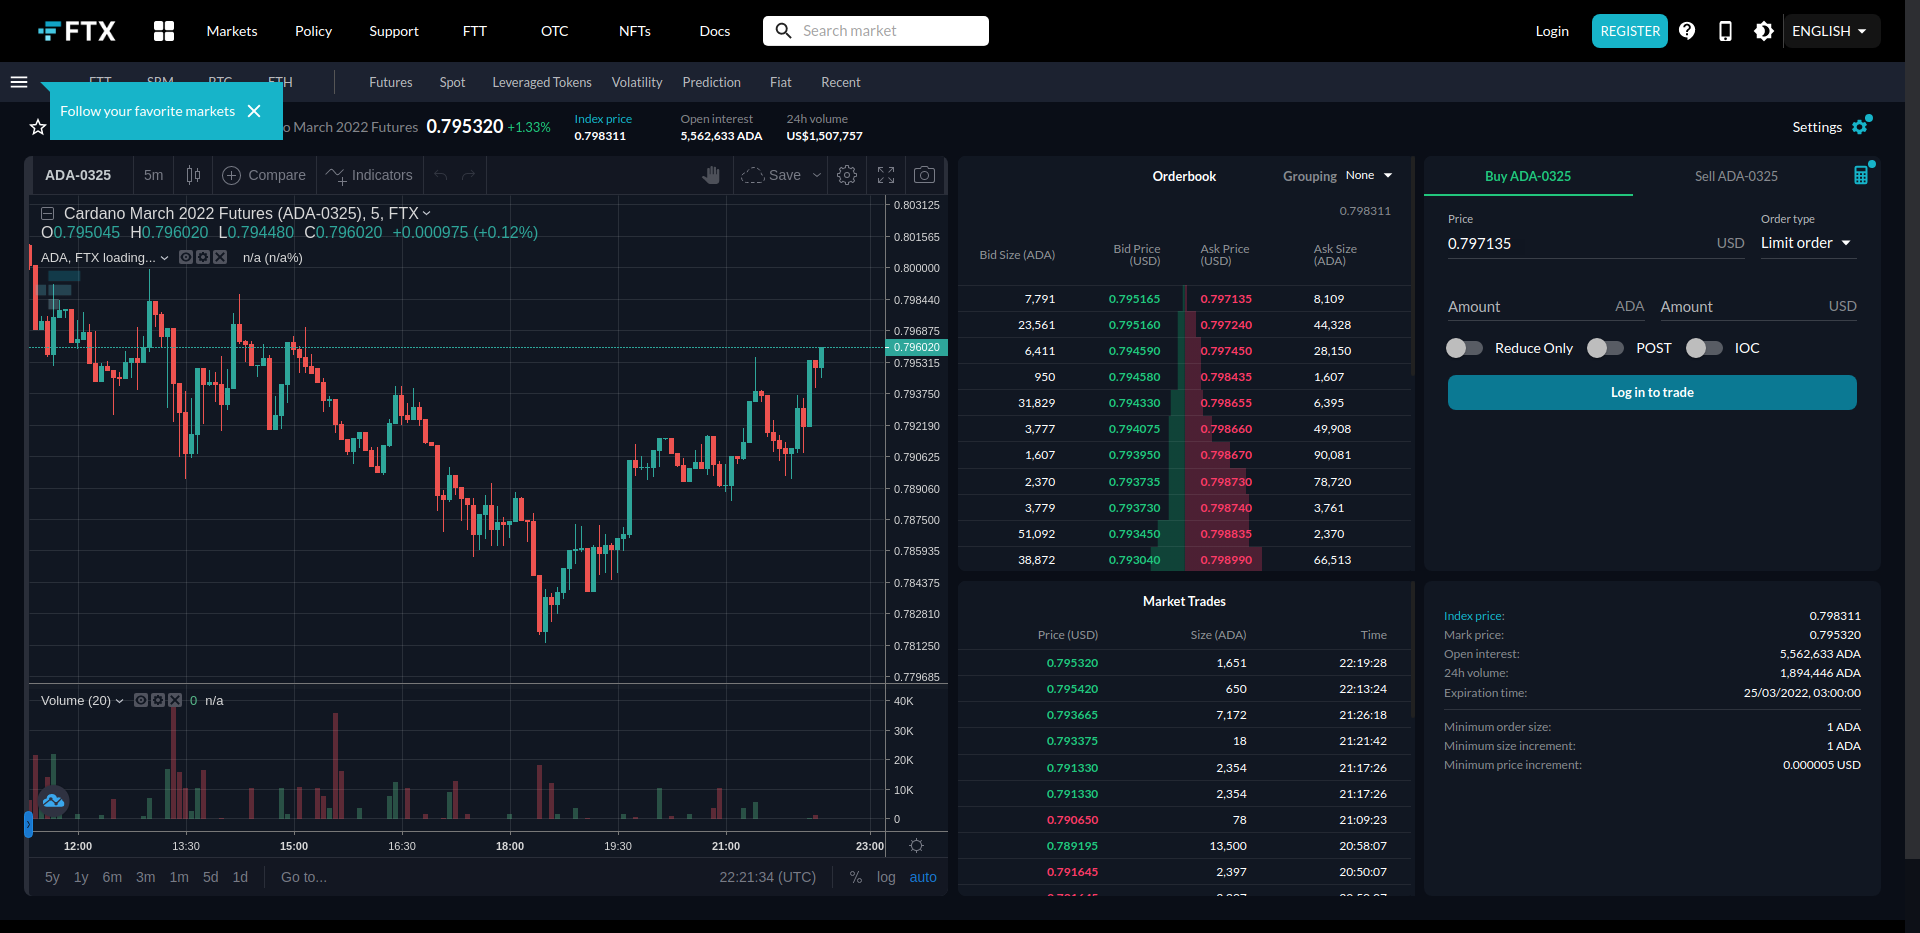 FTX
Markets Policy Support FTT OTC NFTs Docs Search market Login REGISTER ENGLISH
FTT SRM BTC ETH Futures Spot Leveraged Tokens Volatility Prediction Fiat Recent
Follow your favorite markets
o March 2022 Futures 0.795320 +1.33%
Index price
0.798311
Open interest
5,562,633 ADA
24h volume
US$1,507,757
Settings
ADA-0325 5m Compare Indicators Save
Cardano March 2022 Futures (ADA-0325), 5, FTX
O0.795045 H0.796020 L0.794480 C0.796020 +0.000975 (+0.12%)
ADA, FTX loading... n/a (n/a%)
0.803125
0.801565
0.800000
0.798440
0.796875
0.796020
0.795315
0.793750
0.792190
0.790625
0.789060
0.787500
0.785935
0.784375
0.782810
0.781250
0.779685
Volume (20) 0 n/a
40K
30K
20K
10K
0
12:00 13:30 15:00 16:30 18:00 19:30 21:00 23:00
5y 1y 6m 3m 1m 5d 1d Go to... 22:21:34 (UTC) % log auto
Orderbook Grouping None
0.798311
Bid Size (ADA) Bid Price (USD) Ask Price (USD) Ask Size (ADA)
7,791 0.795165 0.797135 8,109
23,561 0.795160 0.797240 44,328
6,411 0.794590 0.797450 28,150
950 0.794580 0.798435 1,607
31,829 0.794330 0.798655 6,395
3,777 0.794075 0.798660 49,908
1,607 0.793950 0.798670 90,081
2,370 0.793735 0.798730 78,720
3,779 0.793730 0.798740 3,761
51,092 0.793450 0.798835 2,370
38,872 0.793040 0.798990 66,513
Market Trades
Price (USD) Size (ADA) Time
0.795320 1,651 22:19:28
0.795420 650 22:13:24
0.793665 7,172 21:26:18
0.793375 18 21:21:42
0.791330 2,354 21:17:26
0.791330 2,354 21:17:26
0.790650 78 21:09:23
0.789195 13,500 20:58:07
0.791645 2,397 20:50:07
Buy ADA-0325 Sell ADA-0325
Price Order type
0.797135 USD Limit order
Amount ADA Amount USD
Reduce Only POST IOC
Log in to trade
Index price: 0.798311
Mark price: 0.795320
Open interest: 5,562,633 ADA
24h volume: 1,894,446 ADA
Expiration time: 25/03/2022, 03:00:00
Minimum order size: 1 ADA
Minimum size increment: 1 ADA
Minimum price increment: 0.000005 USD